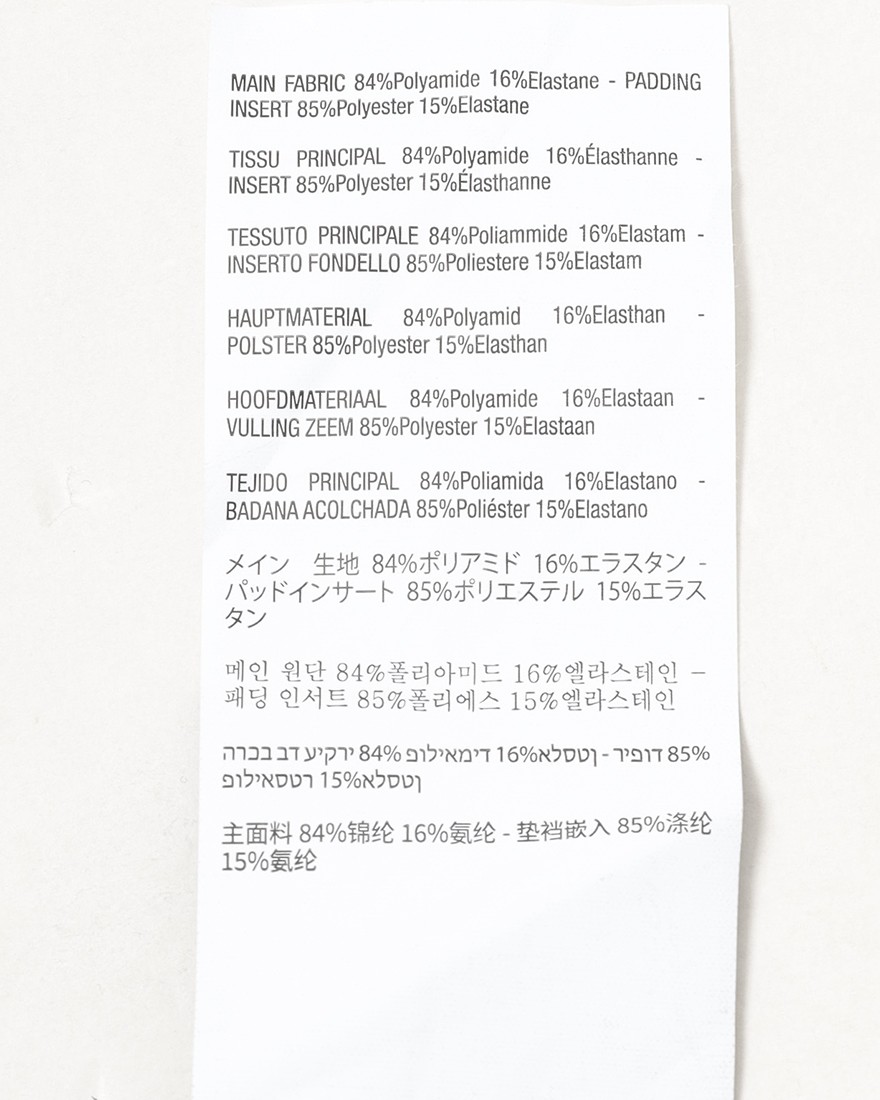 MAIN FABRIC 84%Polyamide 16%Elastane - PADDING
INSERT 85%Polyester 15%Elastane
TISSU PRINCIPAL 84%Polyamide 16%Élasthanne -
INSERT 85%Polyester 15%Élasthanne
TESSUTO PRINCIPALE 84%Poliammide 16%Elastam -
INSERTO FONDELLO 85%Poliestere 15%Elastam
HAUPTMATERIAL 84%Polyamid 16%Elasthan -
POLSTER 85%Polyester 15%Elasthan
HOOFDMATERIAAL 84%Polyamide 16%Elastaan -
VULLING ZEEM 85%Polyester 15%Elastaan
TEJIDO PRINCIPAL 84%Poliamida 16%Elastano -
BADANA ACOLCHADA 85%Poliéster 15%Elastano
メイン 生地 84%ポリアミド 16%エラスタン -
パッドインサート 85%ポリエステル 15%エラス
タン
메인 원단 84%폴리아미드 16%엘라스테인 –
패딩 인서트 85%폴리에스 15%엘라스테인
הרכב בד עיקרי 84% פוליאמיד 16%אלסטן - ריפוד 85%
פוליאסטר 15%אלסטן
主面料 84%锦纶 16%氨纶 - 垫裆嵌入 85%涤纶
15%氨纶